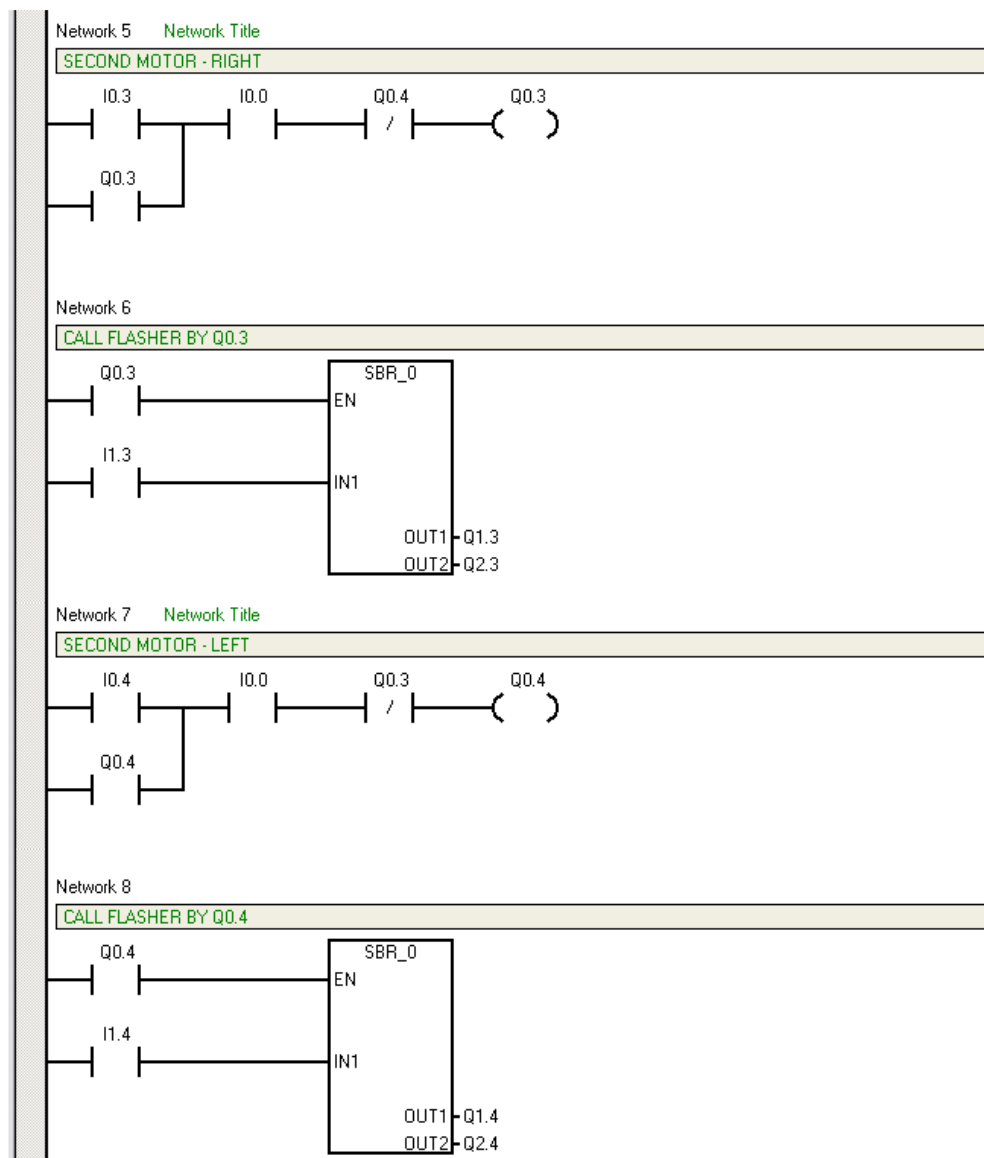 Network 5 Network Title
SECOND MOTOR - RIGHT
I0.3 I0.0 Q0.4 Q0.3
/
Q0.3
Network 6
CALL FLASHER BY Q0.3
Q0.3 SBR_0
EN
I1.3
IN1
OUT1 Q1.3
OUT2 Q2.3
Network 7 Network Title
SECOND MOTOR - LEFT
I0.4 I0.0 Q0.3 Q0.4
/
Q0.4
Network 8
CALL FLASHER BY Q0.4
Q0.4 SBR_0
EN
I1.4
IN1
OUT1 Q1.4
OUT2 Q2.4